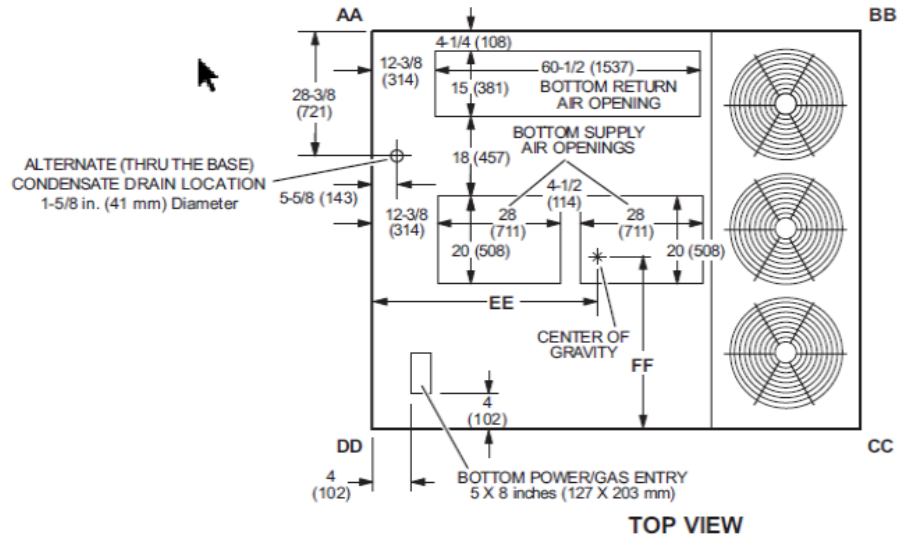 AA
BB
4-1/4 (108)
12-3/8
(314)
60-1/2 (1537)
15 (381)
BOTTOM RETURN
AIR OPENING
28-3/8
(721)
BOTTOM SUPPLY
AIR OPENINGS
18 (457)
ALTERNATE (THRU THE BASE)
CONDENSATE DRAIN LOCATION
1-5/8 in. (41 mm) Diameter
5-5/8 (143)
4-1/2
(114)
12-3/8
(314)
28
(711)
28
(711)
20 (508)
20 (508)
EE
CENTER OF
GRAVITY
FF
4
(102)
DD
CC
4
(102)
BOTTOM POWER/GAS ENTRY
5 X 8 inches (127 X 203 mm)
TOP VIEW